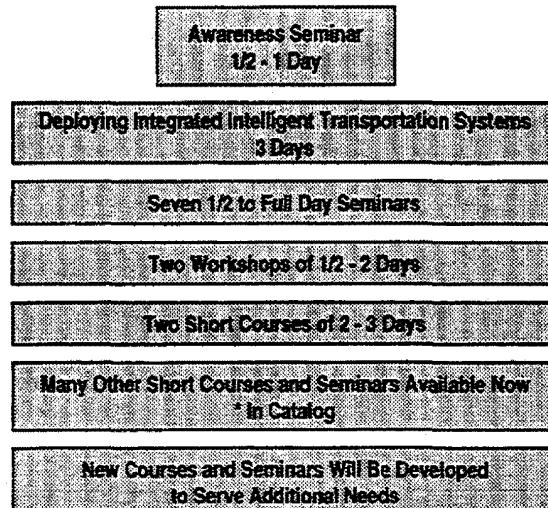 Awareness Seminar
1/2 - 1 Day
Deploying Integrated Intelligent Transportation Systems
3 Days
Seven 1/2 to Full Day Seminars
Two Workshops of 1/2 - 2 Days
Two Short Courses of 2 - 3 Days
Many Other Short Courses and Seminars Available Now
* In Catalog
New Courses and Seminars Will Be Developed
to Serve Additional Needs